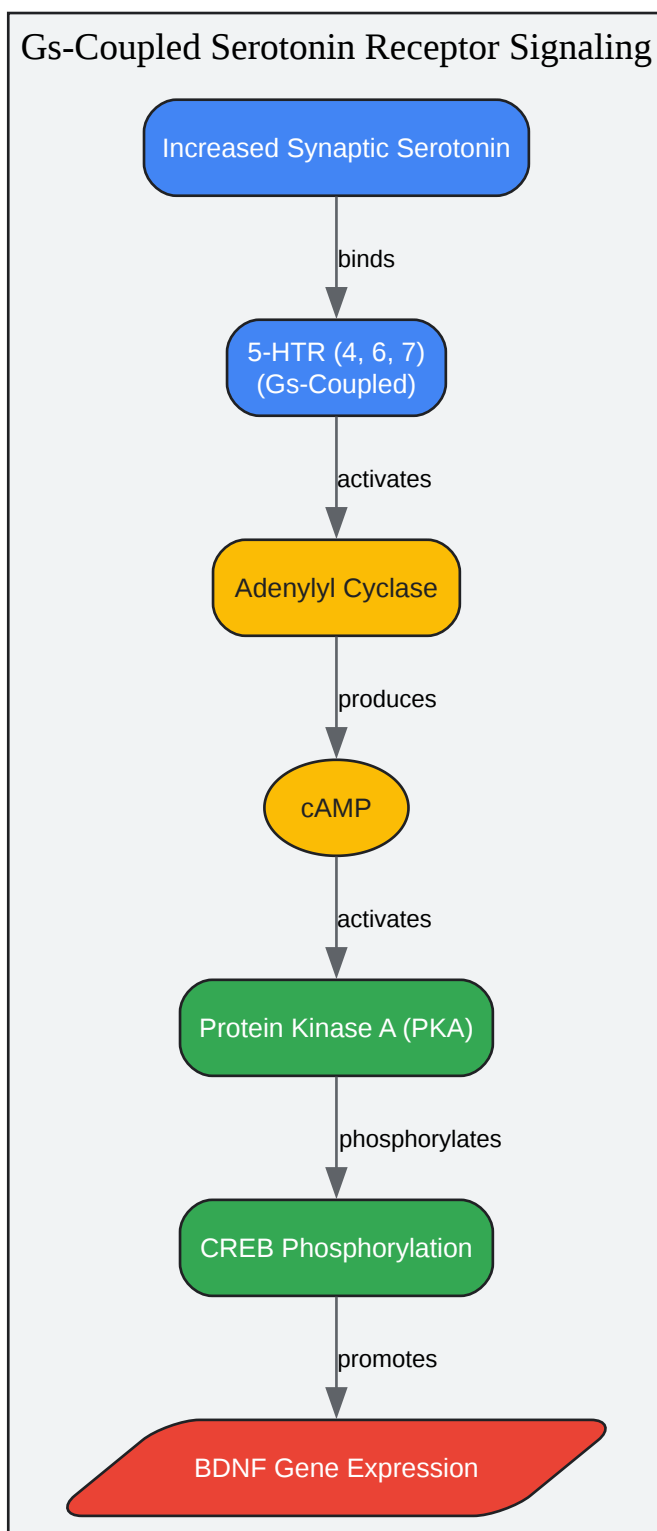 Gs-Coupled Serotonin Receptor Signaling
Increased Synaptic Serotonin
binds
5-HTR (4, 6, 7)
(Gs-Coupled)
activates
Adenylyl Cyclase
produces
cAMP
activates
Protein Kinase A (PKA)
phosphorylates
CREB Phosphorylation
promotes
BDNF Gene Expression